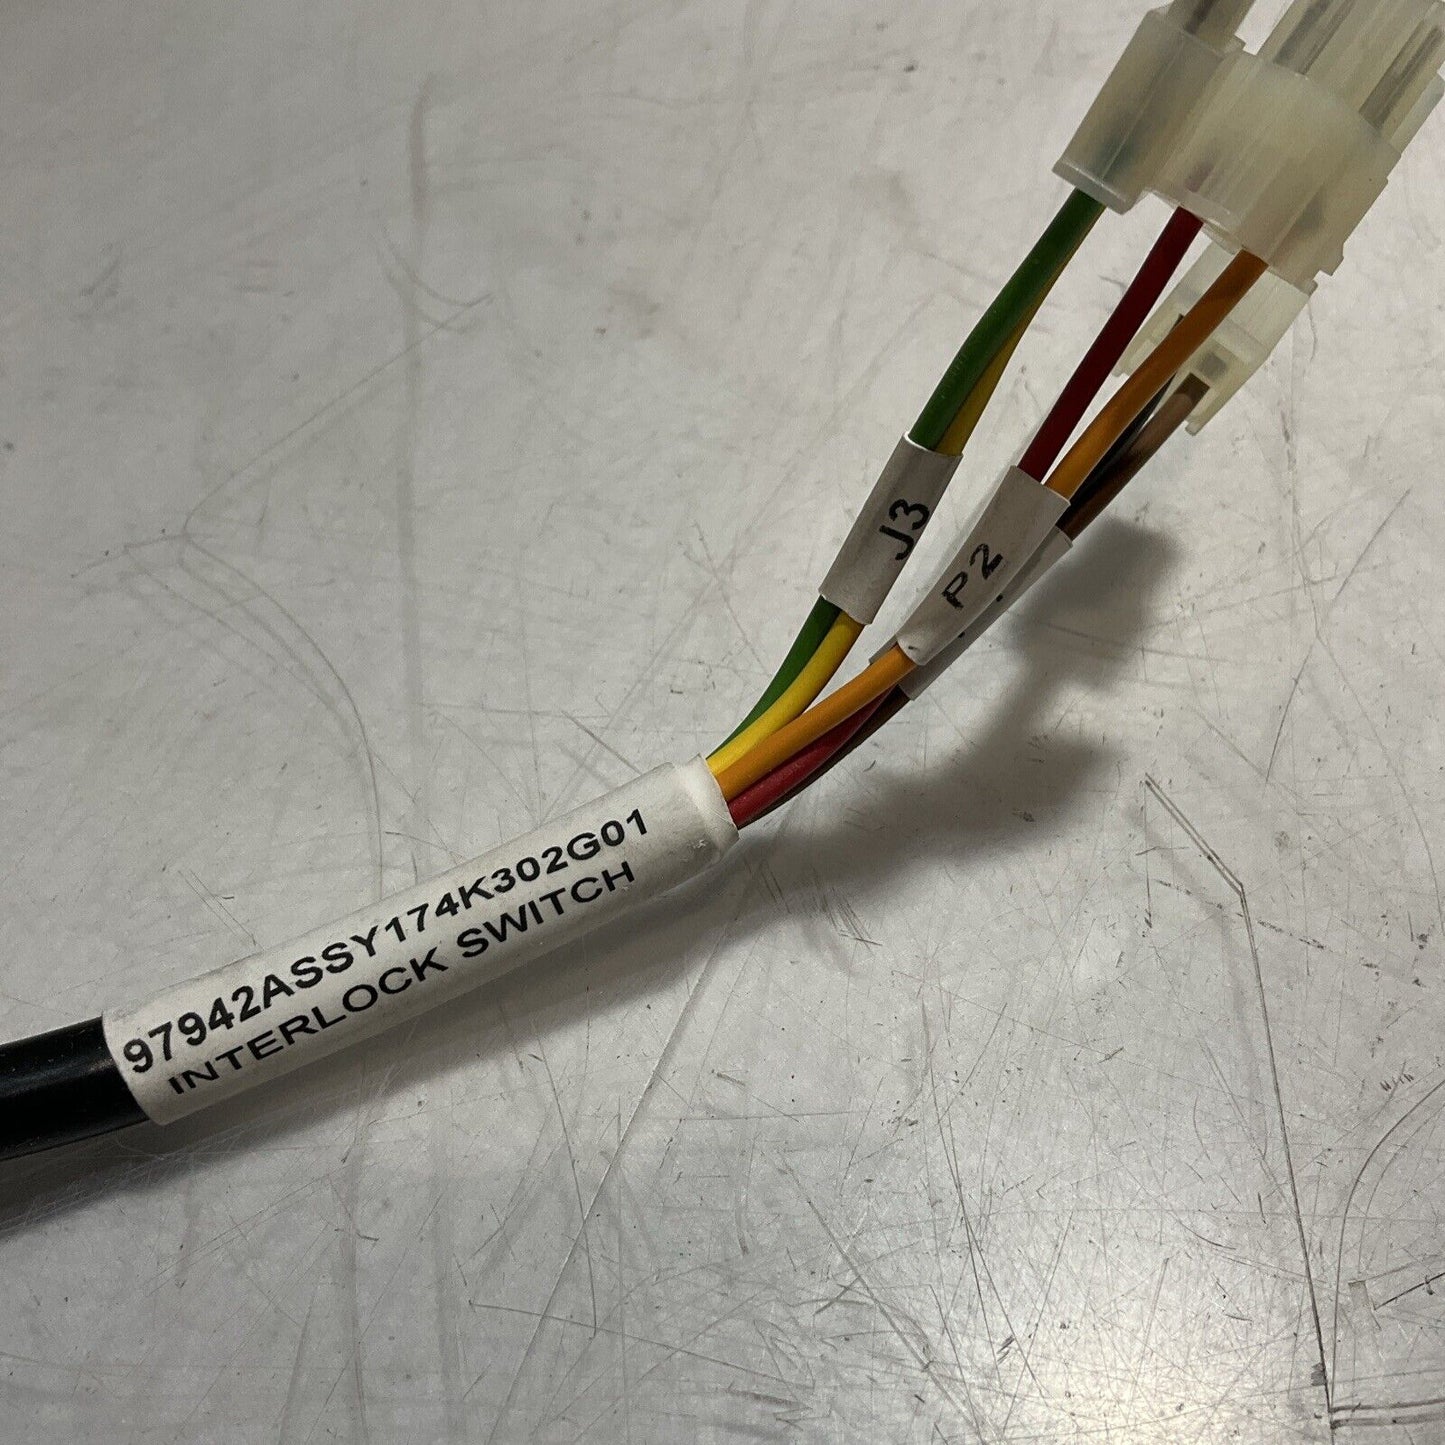 J3
P2
97942ASSY174K302G01
INTERLOCK SWITCH